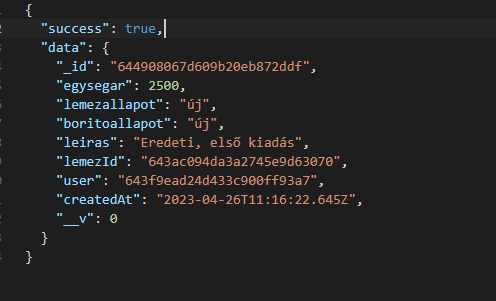 {
"success": true,
"data": {
"_id": "644908067d609b20eb872ddf",
"egysegar": 2500,
"lemezallapot": "új",
"boritoallapot": "új",
"leiras": "Eredeti, első kiadás",
"lemezId": "643ac094da3a2745e9d63070",
"user": "643f9ead24d433c900ff93a7",
"createdAt": "2023-04-26T11:16:22.645Z",
"__v": 0
}
}